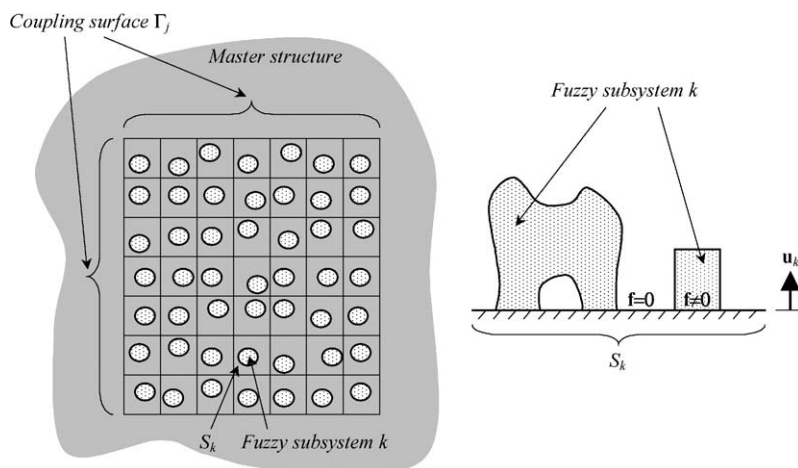 Coupling surface Γj
Master structure
Sk
Fuzzy subsystem k
Fuzzy subsystem k
f=0
f≠0
uk
Sk